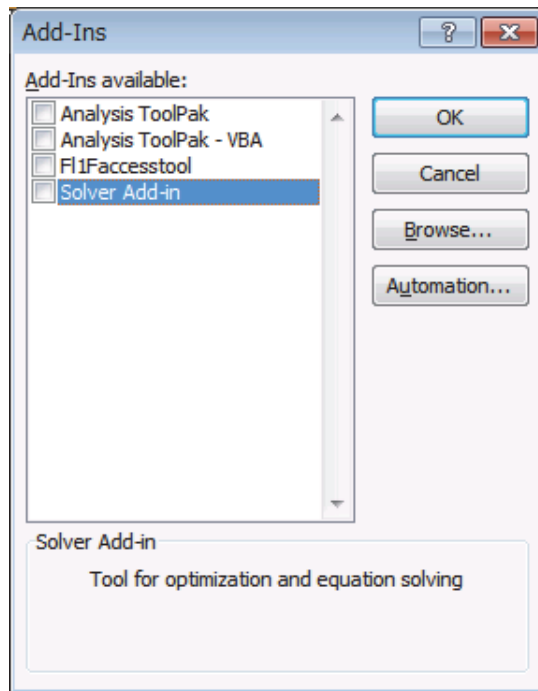 Add-Ins
?
Add-Ins available:
Analysis ToolPak
Analysis ToolPak - VBA
Fl1Faccesstool
Solver Add-in
OK
Cancel
Browse...
Automation...
Solver Add-in
Tool for optimization and equation solving